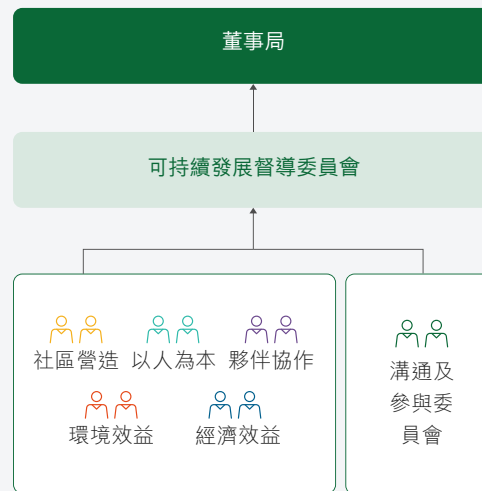 董事局
可持續發展督導委員會
社區營造 以人為本 夥伴協作
環境效益 經濟效益
溝通及
參與委
員會